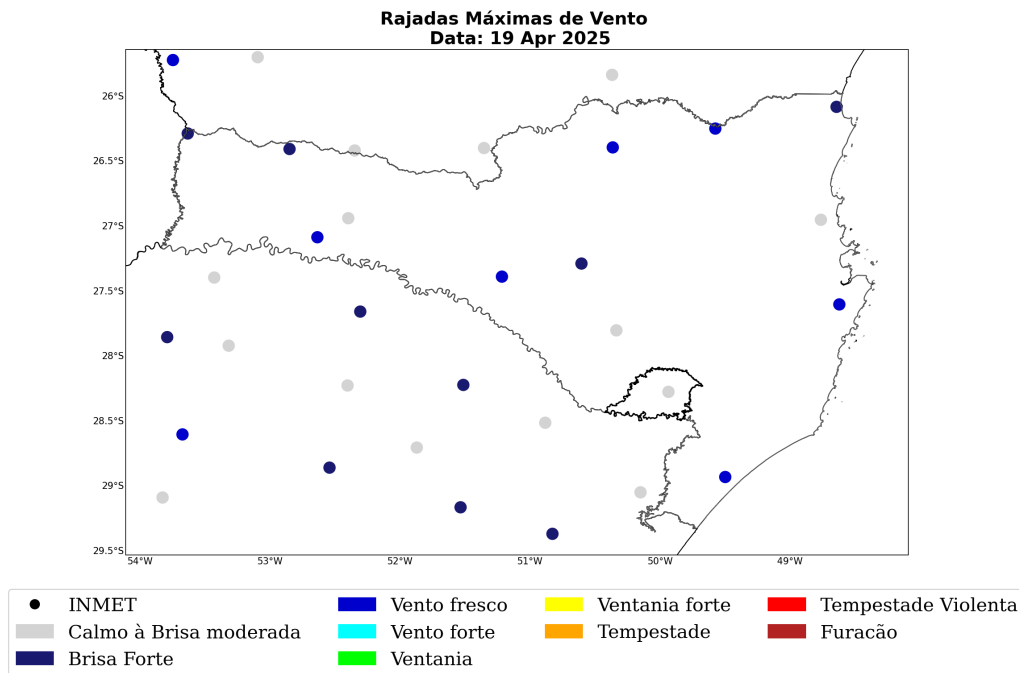 Rajadas Máximas de Vento
Data: 19 Apr 2025
26°S
26.5°S
27°S
27.5°S
28°S
28.5°S
29°S
29.5°S
54°W 53°W 52°W 51°W 50°W 49°W
INMET Vento fresco Ventania forte Tempestade Violenta
Calmo à Brisa moderada Vento forte Tempestade Furacão
Brisa Forte Ventania